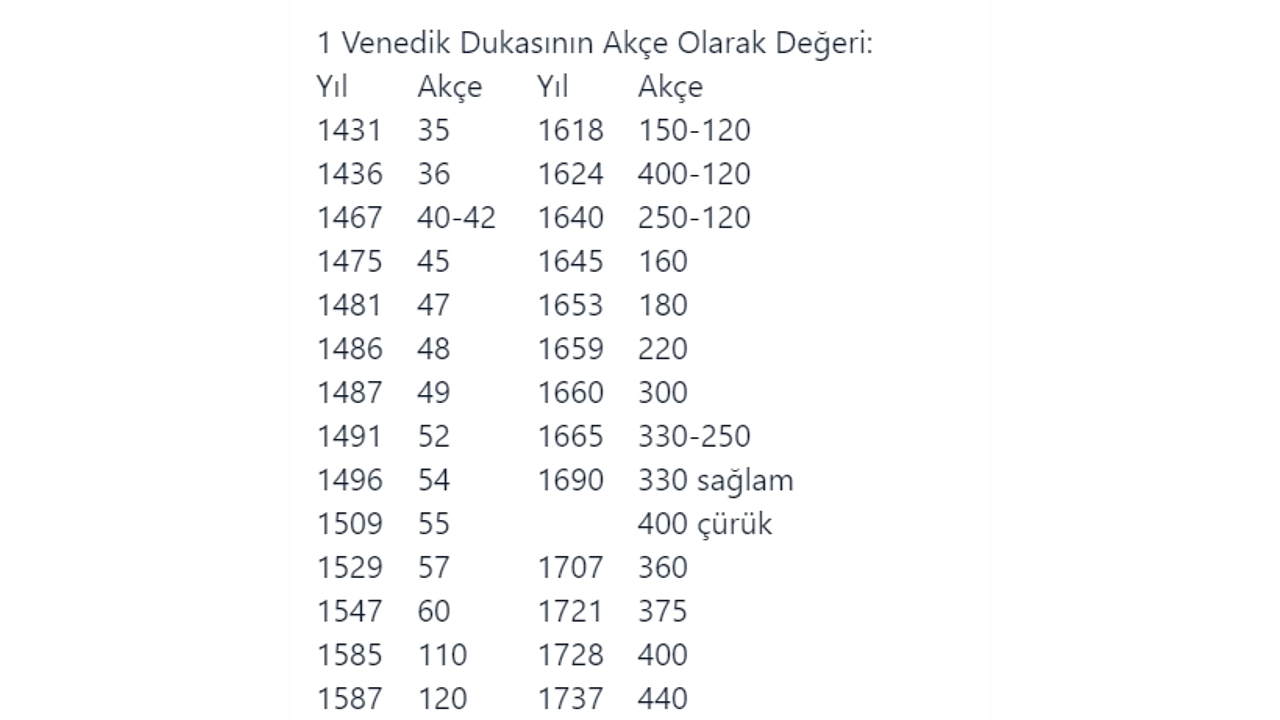 1 Venedik Dukasının Akçe Olarak Değeri:
Yıl Akçe Yıl Akçe
1431 35 1618 150-120
1436 36 1624 400-120
1467 40-42 1640 250-120
1475 45 1645 160
1481 47 1653 180
1486 48 1659 220
1487 49 1660 300
1491 52 1665 330-250
1496 54 1690 330 sağlam
1509 55 400 çürük
1529 57 1707 360
1547 60 1721 375
1585 110 1728 400
1587 120 1737 440